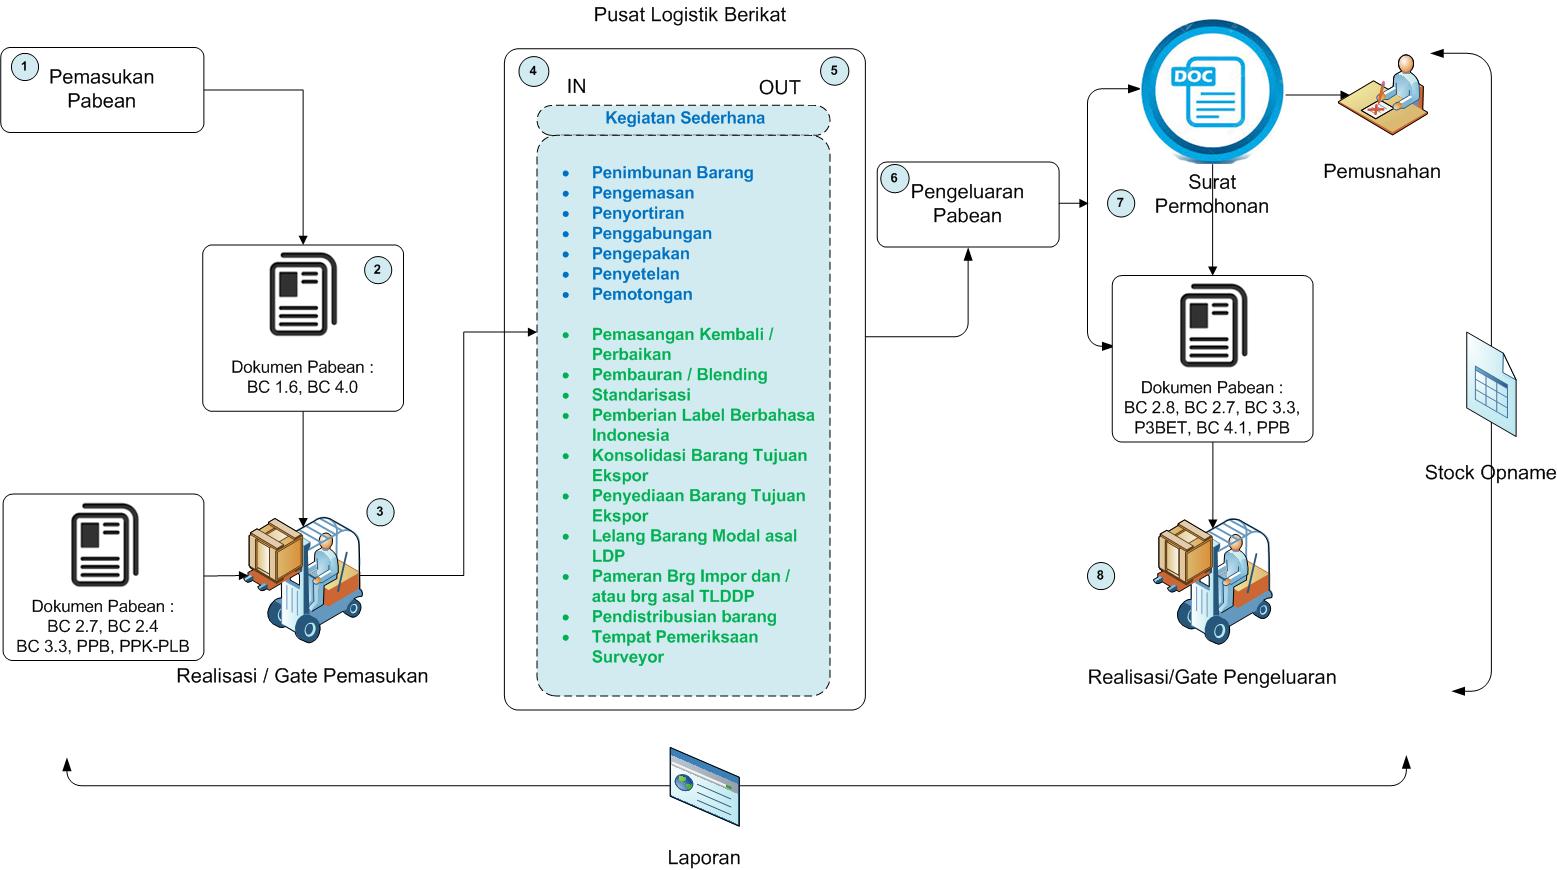 Pusat Logistik Berikat
1
Pemasukan
Pabean
2
Dokumen Pabean :
BC 1.6, BC 4.0
Dokumen Pabean :
BC 2.7, BC 2.4
BC 3.3, PPB, PPK-PLB
3
Realisasi / Gate Pemasukan
4
5
IN
OUT
Kegiatan Sederhana
Penimbunan Barang
Pengemasan
Penyortiran
Penggabungan
Pengepakan
Penyetelan
Pemotongan
Pemasangan Kembali /
Perbaikan
Pembauran / Blending
Standarisasi
Pemberian Label Berbahasa
Indonesia
Konsolidasi Barang Tujuan
Ekspor
Penyediaan Barang Tujuan
Ekspor
Lelang Barang Modal asal
LDP
Pameran Brg Impor dan /
atau brg asal TLDDP
Pendistribusian barang
Tempat Pemeriksaan
Surveyor
6
Pengeluaran
Pabean
7
DOC
Surat
Permohonan
Pemusnahan
Dokumen Pabean :
BC 2.8, BC 2.7, BC 3.3,
P3BET, BC 4.1, PPB
8
Realisasi/Gate Pengeluaran
Stock Opname
Laporan